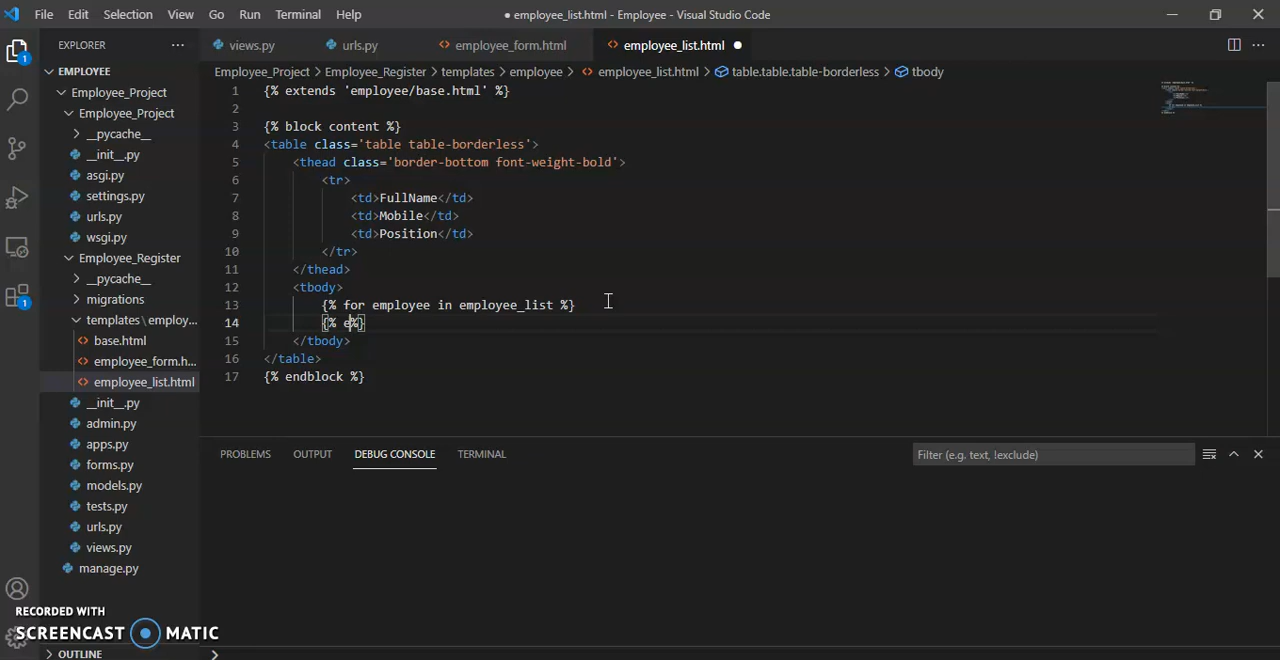 File Edit Selection View Go Run Terminal Help
● employee_list.html - Employee - Visual Studio Code
EXPLORER ...
views.py urls.py employee_form.html employee_list.html
EMPLOYEE
Employee_Project > Employee_Register > templates > employee > employee_list.html > table.table.table-borderless > tbody
Employee_Project
Employee_Project
__pycache__
__init__.py
asgi.py
settings.py
urls.py
wsgi.py
Employee_Register
__pycache__
migrations
templates\employ...
base.html
employee_form.h...
employee_list.html
__init__.py
admin.py
apps.py
forms.py
models.py
tests.py
urls.py
views.py
manage.py
OUTLINE
1
1
1 {% extends 'employee/base.html' %}
2
3 {% block content %}
4 <table class='table table-borderless'>
5 <thead class='border-bottom font-weight-bold'>
6 <tr>
7 <td>FullName</td>
8 <td>Mobile</td>
9 <td>Position</td>
10 </tr>
11 </thead>
12 <tbody>
13 {% for employee in employee_list %}
14 {% e%}
15 </tbody>
16 </table>
17 {% endblock %}
PROBLEMS OUTPUT DEBUG CONSOLE TERMINAL
Filter (e.g. text, !exclude)
RECORDED WITH
SCREENCAST MATIC